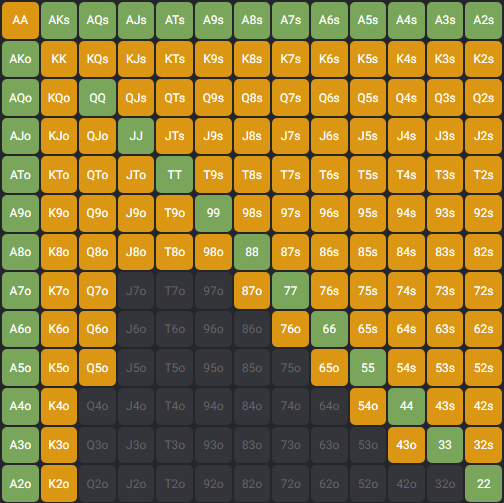 AA AKs AQs AJs ATs A9s A8s A7s A6s A5s A4s A3s A2s
AKo KK KQs KJs KTs K9s K8s K7s K6s K5s K4s K3s K2s
AQo KQo QQ QJs QTs Q9s Q8s Q7s Q6s Q5s Q4s Q3s Q2s
AJo KJo QJo JJ JTs J9s J8s J7s J6s J5s J4s J3s J2s
ATo KTo QTo JTo TT T9s T8s T7s T6s T5s T4s T3s T2s
A9o K9o Q9o J9o T9o 99 98s 97s 96s 95s 94s 93s 92s
A8o K8o Q8o J8o T8o 98o 88 87s 86s 85s 84s 83s 82s
A7o K7o Q7o J7o T7o 97o 87o 77 76s 75s 74s 73s 72s
A6o K6o Q6o J6o T6o 96o 86o 76o 66 65s 64s 63s 62s
A5o K5o Q5o J5o T5o 95o 85o 75o 65o 55 54s 53s 52s
A4o K4o Q4o J4o T4o 94o 84o 74o 64o 54o 44 43s 42s
A3o K3o Q3o J3o T3o 93o 83o 73o 63o 53o 43o 33 32s
A2o K2o Q2o J2o T2o 92o 82o 72o 62o 52o 42o 32o 22